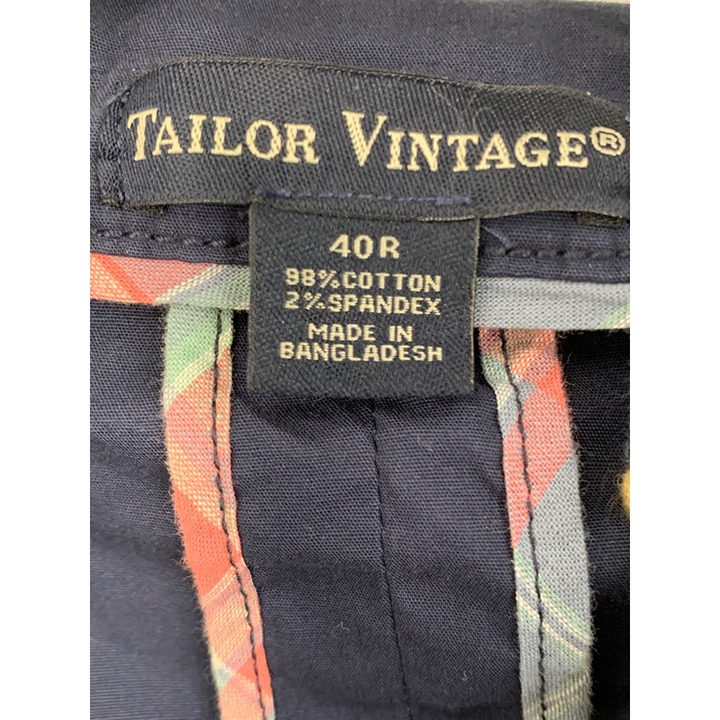 TAILOR VINTAGE®
40R
98%COTTON
2%SPANDEX
MADE IN
BANGLADESH